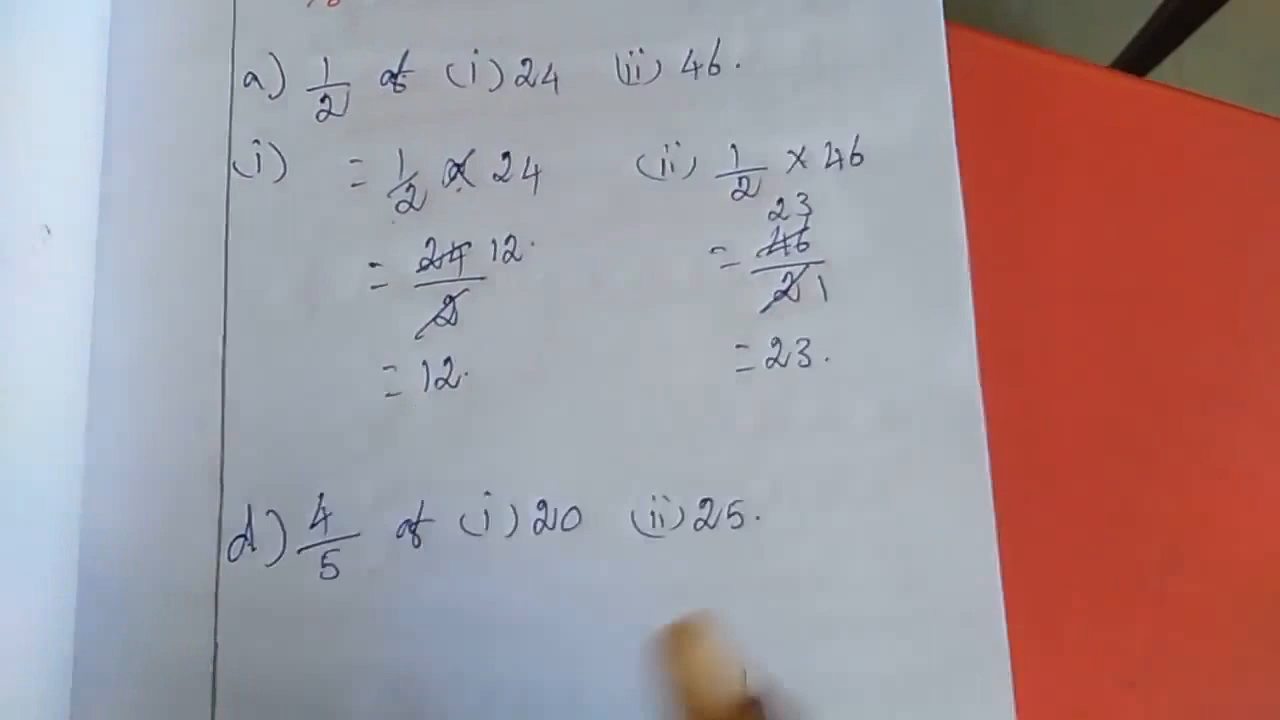 a) 1/2 of (i) 24 (ii) 46.
(i) = 1/2 × 24 (ii) 1/2 × 46
23
= 24/2 12. = 46/2 1
= 12. = 23.
d) 4/5 of (i) 20 (ii) 25.